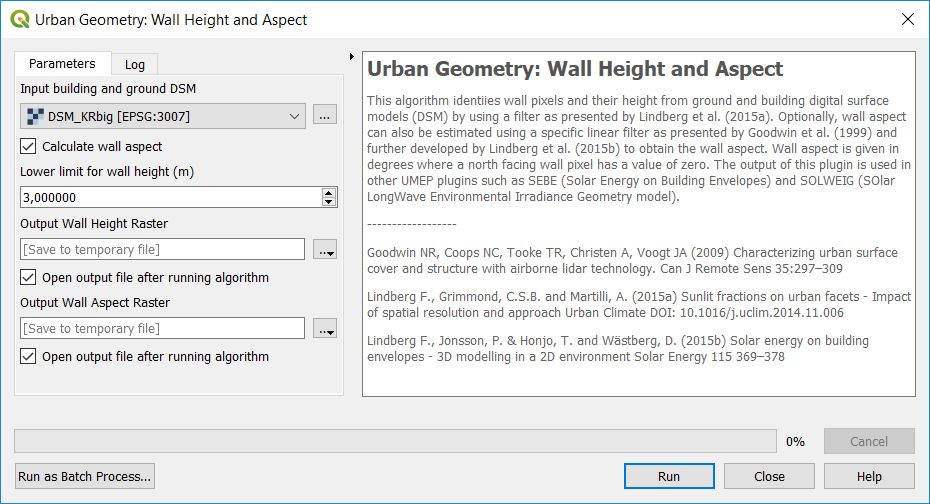 Urban Geometry: Wall Height and Aspect
Parameters
Log
Input building and ground DSM
DSM_KRbig [EPSG:3007]
...
Calculate wall aspect
Lower limit for wall height (m)
3,000000
Output Wall Height Raster
[Save to temporary file]
...
Open output file after running algorithm
Output Wall Aspect Raster
[Save to temporary file]
...
Open output file after running algorithm
Urban Geometry: Wall Height and Aspect
This algorithm identiies wall pixels and their height from ground and building digital surface
models (DSM) by using a filter as presented by Lindberg et al. (2015a). Optionally, wall aspect
can also be estimated using a specific linear filter as presented by Goodwin et al. (1999) and
further developed by Lindberg et al. (2015b) to obtain the wall aspect. Wall aspect is given in
degrees where a north facing wall pixel has a value of zero. The output of this plugin is used in
other UMEP plugins such as SEBE (Solar Energy on Building Envelopes) and SOLWEIG (SOlar
LongWave Environmental Irradiance Geometry model).
------------------
Goodwin NR, Coops NC, Tooke TR, Christen A, Voogt JA (2009) Characterizing urban surface
cover and structure with airborne lidar technology. Can J Remote Sens 35:297–309
Lindberg F., Grimmond, C.S.B. and Martilli, A. (2015a) Sunlit fractions on urban facets - Impact
of spatial resolution and approach Urban Climate DOI: 10.1016/j.uclim.2014.11.006
Lindberg F., Jonsson, P. & Honjo, T. and Wästberg, D. (2015b) Solar energy on building
envelopes - 3D modelling in a 2D environment Solar Energy 115 369–378
0%
Cancel
Run as Batch Process...
Run
Close
Help